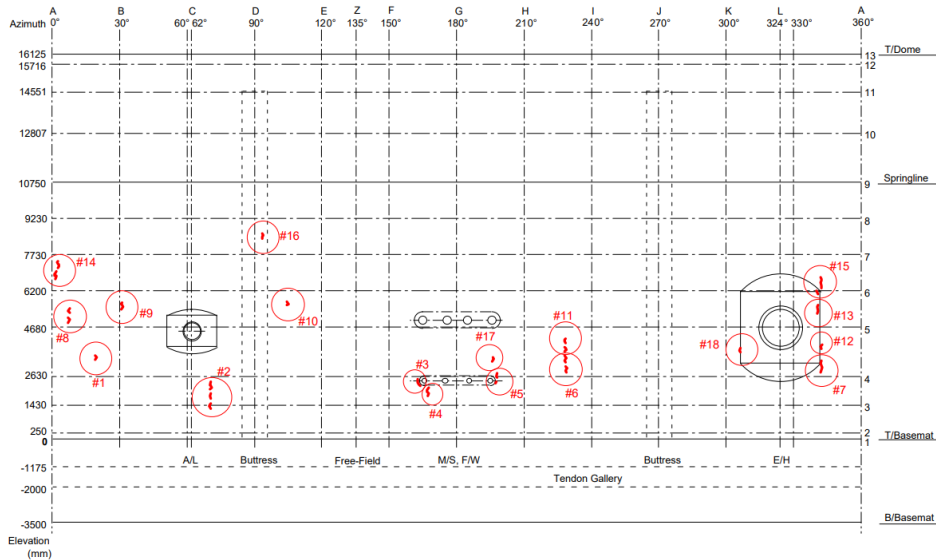 A B C D E Z F G H I J K L A
Azimuth 0° 30° 60° 62° 90° 120° 135° 150° 180° 210° 240° 270° 300° 324° 330° 360°
16125 13 T/Dome
15716 12
14551 11
12807 10
10750 9 Springline
9230 8
#16
7730 7
#14 #15
6200 6
#9 #10 #13
#8 #11
4680 5
#17 #18 #12
#1 #3
2630 4
#2 #4 #5 #6 #7
1430 3
250 2
0 1 T/Basemat
A/L Buttress Free-Field M/S, F/W Buttress E/H
-1175
Tendon Gallery
-2000
-3500 B/Basemat
Elevation
(mm)